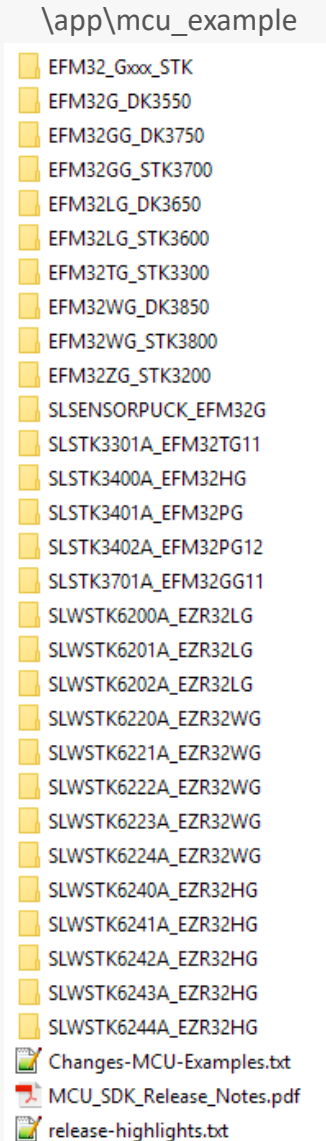 \app\mcu_example
EFM32_Gxxx_STK
EFM32G_DK3550
EFM32GG_DK3750
EFM32GG_STK3700
EFM32LG_DK3650
EFM32LG_STK3600
EFM32TG_STK3300
EFM32WG_DK3850
EFM32WG_STK3800
EFM32ZG_STK3200
SLSENSORPUCK_EFM32G
SLSTK3301A_EFM32TG11
SLSTK3400A_EFM32HG
SLSTK3401A_EFM32PG
SLSTK3402A_EFM32PG12
SLSTK3701A_EFM32GG11
SLWSTK6200A_EZR32LG
SLWSTK6201A_EZR32LG
SLWSTK6202A_EZR32LG
SLWSTK6220A_EZR32WG
SLWSTK6221A_EZR32WG
SLWSTK6222A_EZR32WG
SLWSTK6223A_EZR32WG
SLWSTK6224A_EZR32WG
SLWSTK6240A_EZR32HG
SLWSTK6241A_EZR32HG
SLWSTK6242A_EZR32HG
SLWSTK6243A_EZR32HG
SLWSTK6244A_EZR32HG
Changes-MCU-Examples.txt
MCU_SDK_Release_Notes.pdf
release-highlights.txt